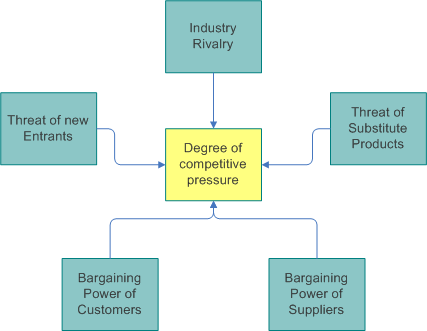 Industry
Rivalry
Threat of new
Entrants
Degree of
competitive
pressure
Threat of
Substitute
Products
Bargaining
Power of
Customers
Bargaining
Power of
Suppliers